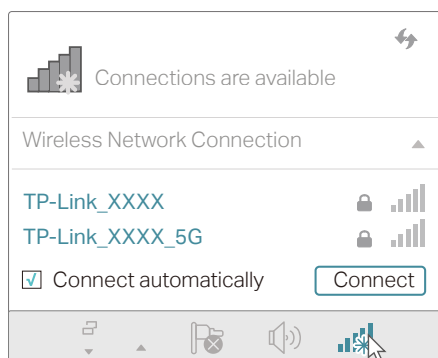 Connections are available
Wireless Network Connection
TP-Link_XXXX
TP-Link_XXXX_5G
Connect automatically Connect